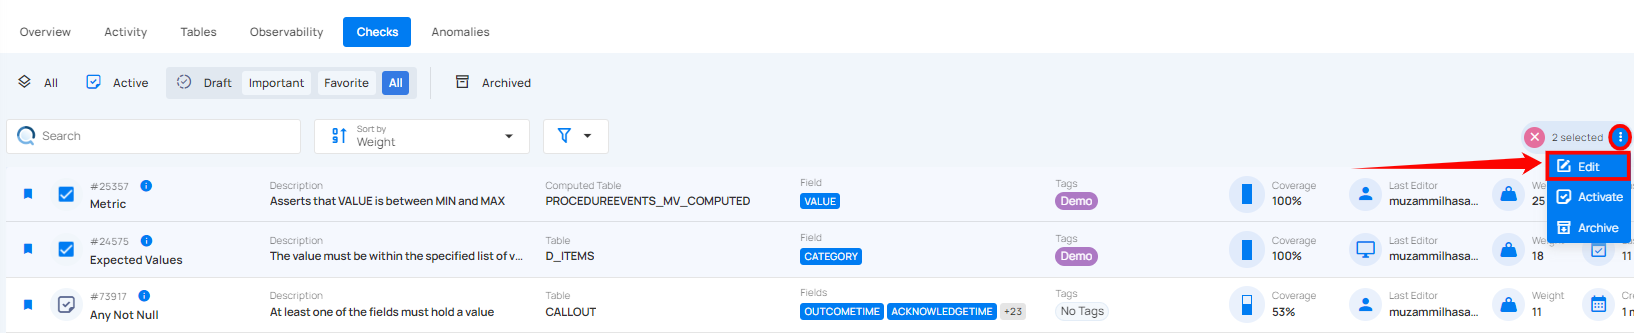 Overview Activity Tables Observability Checks Anomalies
All Active Draft Important Favorite All Archived
Search
Sort by
Weight
2 selected
Edit
Activate
Archive
#25357
Metric
Description
Asserts that VALUE is between MIN and MAX
Computed Table
PROCEDUREEVENTS_MV_COMPUTED
Field
VALUE
Tags
Demo
Coverage
100%
Last Editor
muzammilhasa...
25
#24575
Expected Values
Description
The value must be within the specified list of v...
Table
D_ITEMS
Field
CATEGORY
Tags
Demo
Coverage
100%
Last Editor
muzammilhasa...
18
11
#73917
Any Not Null
Description
At least one of the fields must hold a value
Table
CALLOUT
Fields
OUTCOMETIME ACKNOWLEDGETIME +23
Tags
No Tags
Coverage
53%
Last Editor
muzammilhasa...
Weight
11